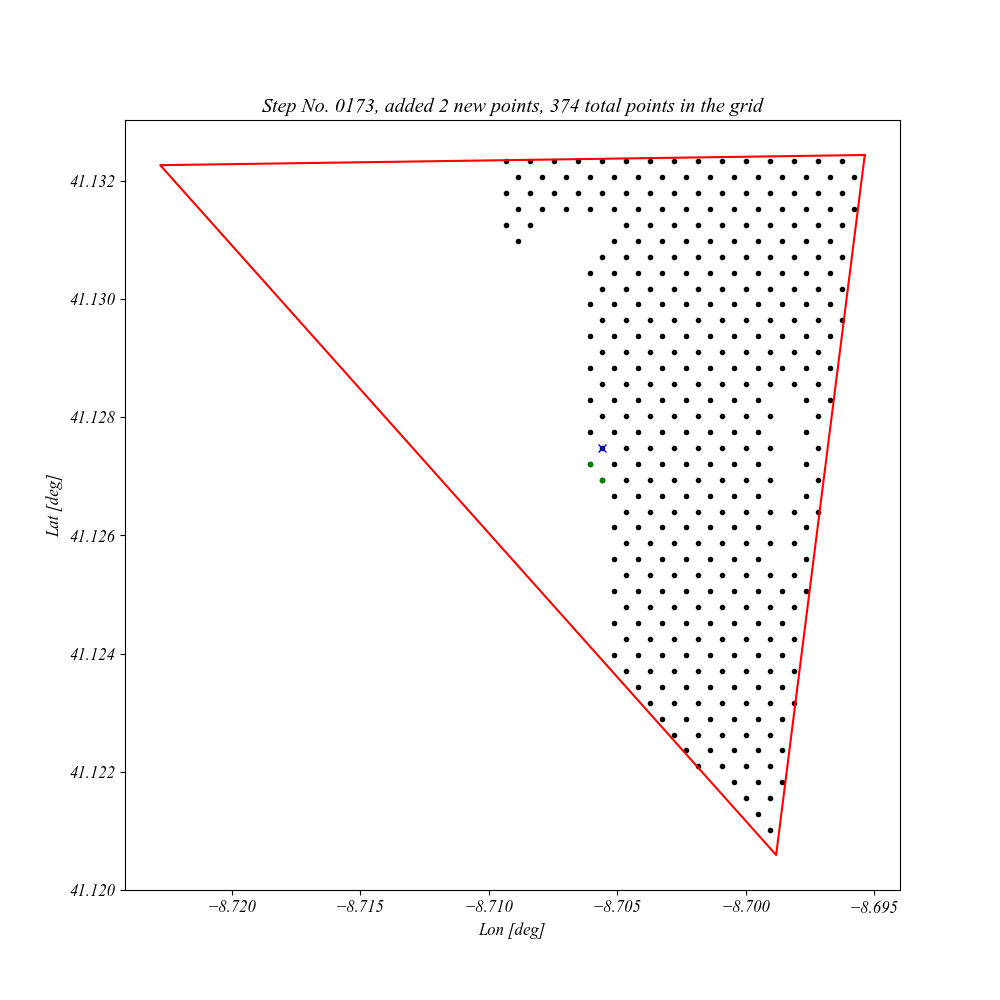 Step No. 0173, added 2 new points, 374 total points in the grid
41.132
41.130
41.128
41.126
41.124
41.122
41.120
Lat [deg]
−8.720 −8.715 −8.710 −8.705 −8.700 −8.695
Lon [deg]